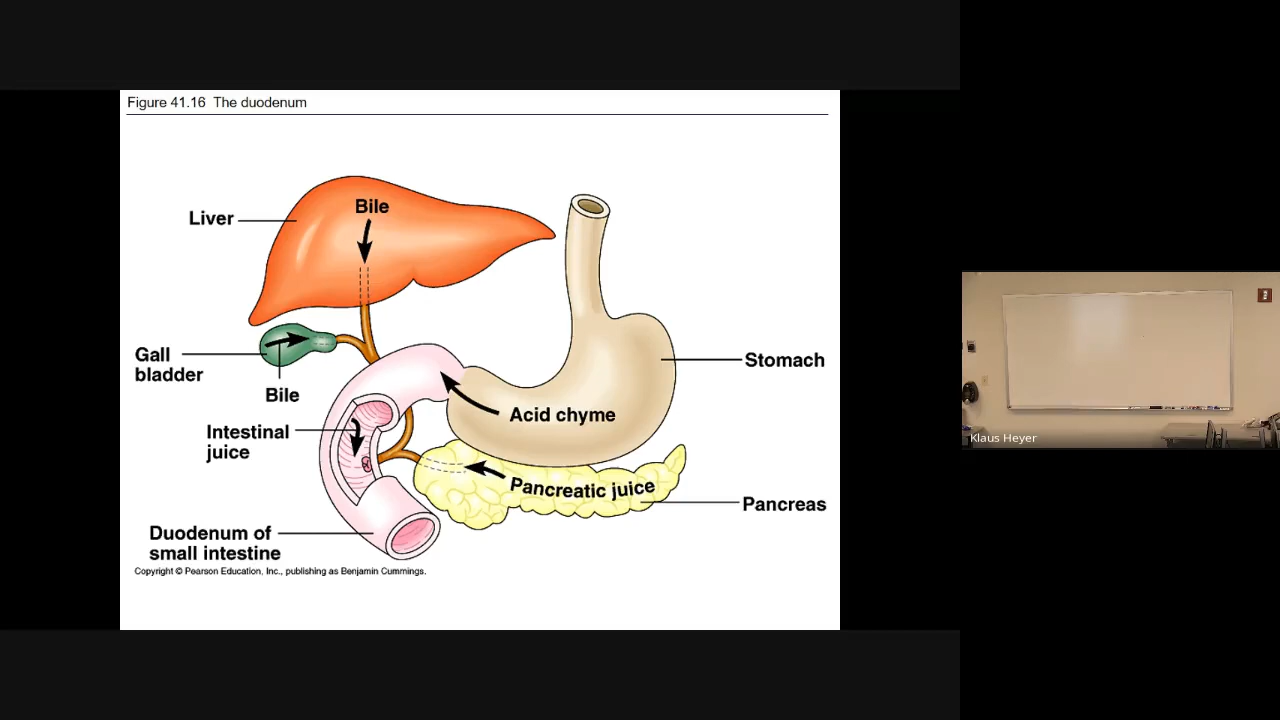 Figure 41.16 The duodenum
Liver
Bile
Gall
bladder
Bile
Stomach
Acid chyme
Intestinal
juice
Pancreatic juice
Pancreas
Duodenum of
small intestine
Copyright © Pearson Education, Inc., publishing as Benjamin Cummings.
Klaus Heyer